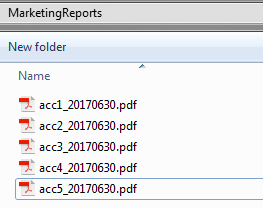 MarketingReports
New folder
Name
acc1_20170630.pdf
acc2_20170630.pdf
acc3_20170630.pdf
acc4_20170630.pdf
acc5_20170630.pdf